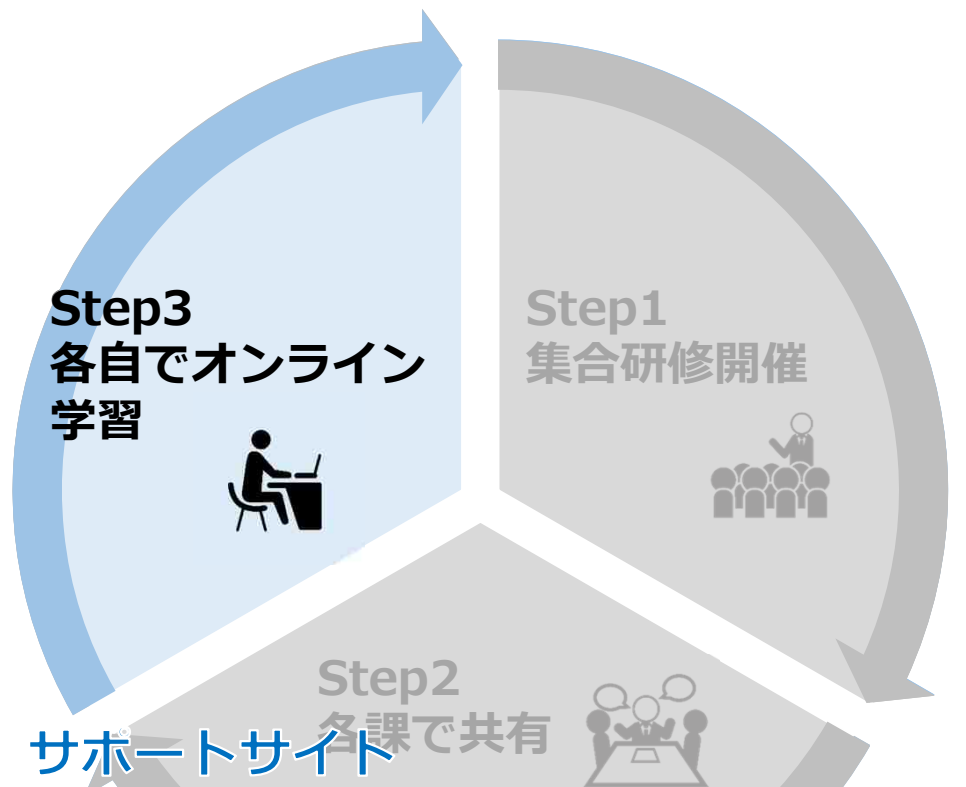 Step3
各自でオンライン
学習
Step1
集合研修開催
Step2
各課で共有
サポートサイト